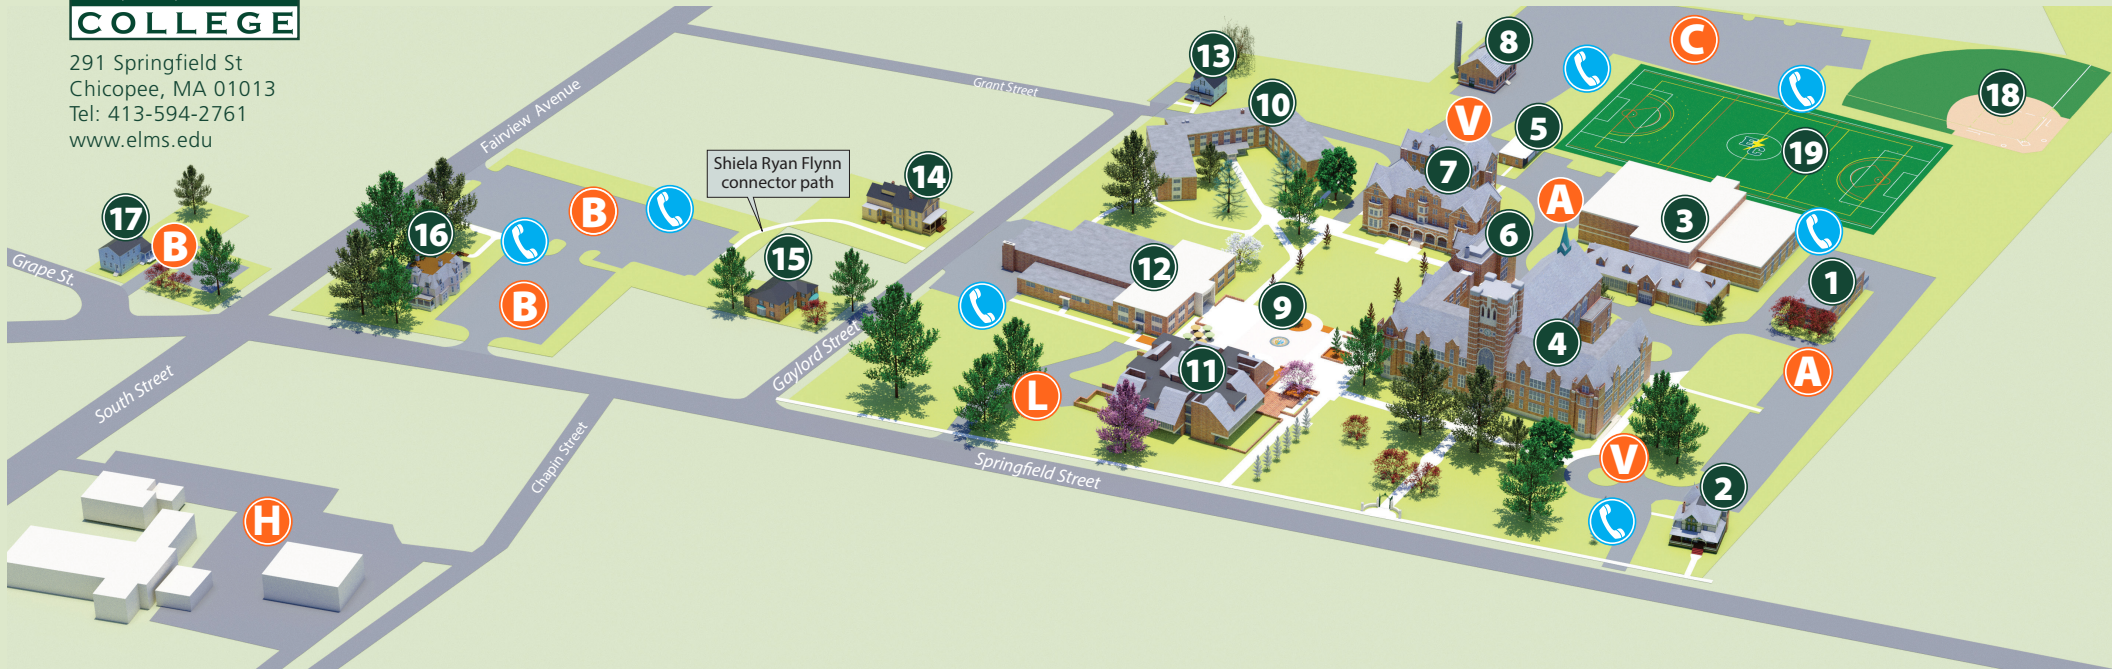 COLLEGE
291 Springfield St
Chicopee, MA 01013
Tel: 413-594-2761
www.elms.edu
Fairview Avenue
Grant Street
Shiela Ryan Flynn
connector path
Grape St.
South Street
Chapin Street
Gaylord Street
Springfield Street
13
8
C
10
V
5
18
19
14
7
A
3
17
B
16
B
15
6
12
1
B
9
4
11
L
A
V
2
H